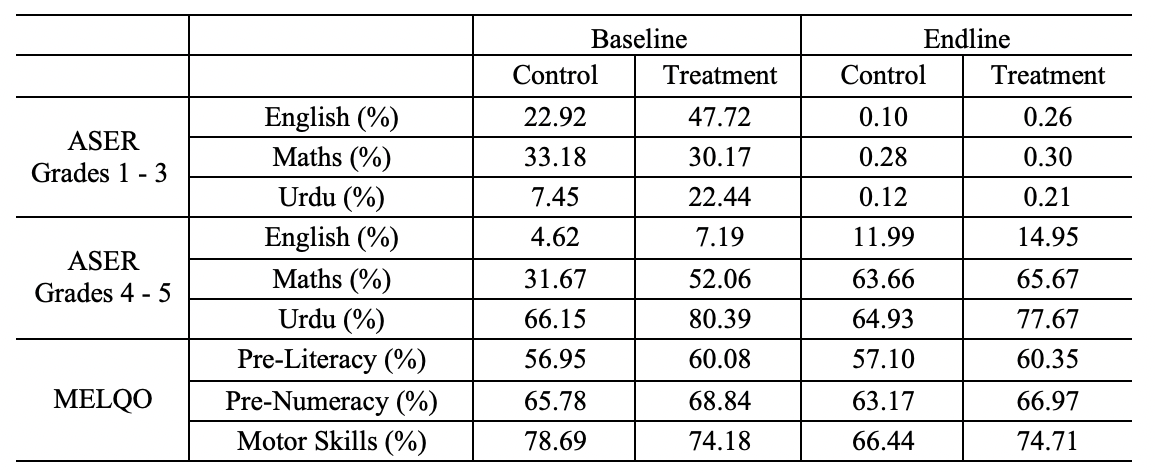 Baseline Endline
Control Treatment Control Treatment
ASER Grades 1 - 3 English (%) 22.92 47.72 0.10 0.26
Maths (%) 33.18 30.17 0.28 0.30
Urdu (%) 7.45 22.44 0.12 0.21
ASER Grades 4 - 5 English (%) 4.62 7.19 11.99 14.95
Maths (%) 31.67 52.06 63.66 65.67
Urdu (%) 66.15 80.39 64.93 77.67
MELQO Pre-Literacy (%) 56.95 60.08 57.10 60.35
Pre-Numeracy (%) 65.78 68.84 63.17 66.97
Motor Skills (%) 78.69 74.18 66.44 74.71